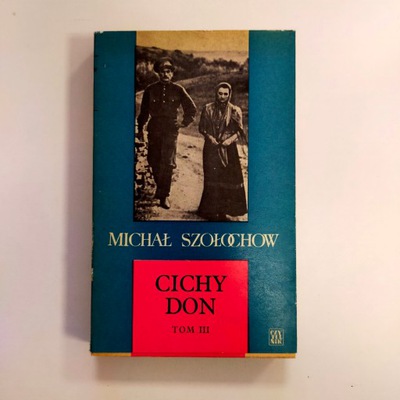 MICHAŁ SZOŁOCHOW
CICHY
DON
TOM III